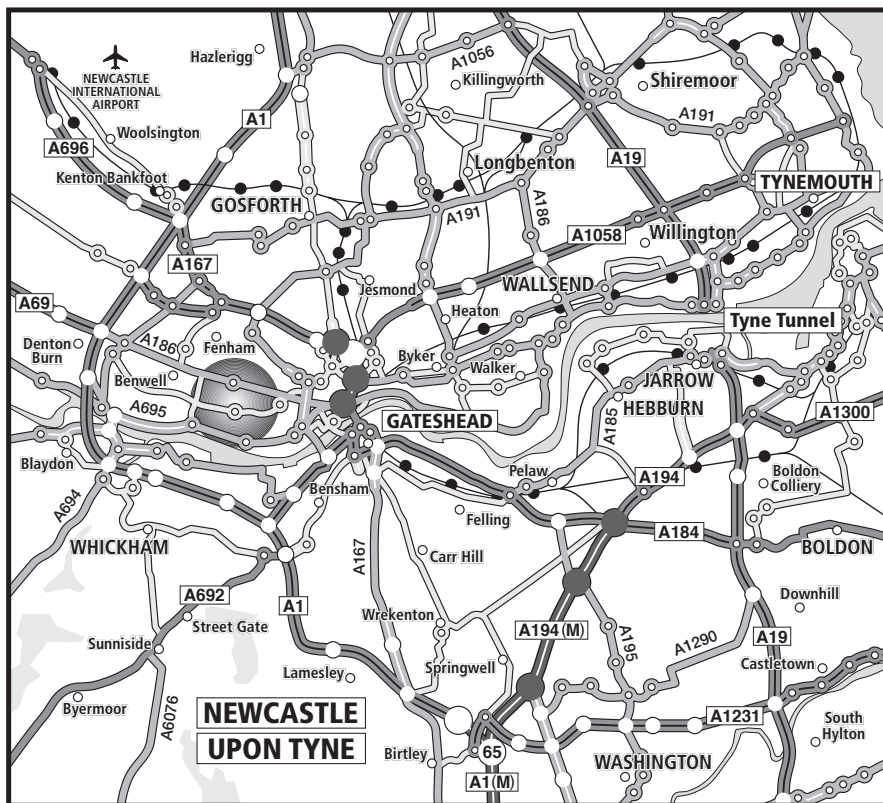 Hazlerigg
A1056
Killingworth
Shiremoor
NEWCASTLE
INTERNATIONAL
AIRPORT
A1
A191
Woolsington
A696
A19
Longbenton
Kenton Bankfoot
TYNEMOUTH
GOSFORTH
A191
A186
A1058
Willington
A167
WALLSEND
Jesmond
A69
Heaton
Tyne Tunnel
Denton
Burn
A186
Fenham
Byker
Walker
Benwell
JARROW
A695
HEBBURN
GATESHEAD
A185
A1300
Blaydon
Pelaw
A194
Boldon
Colliery
Bensham
A694
Felling
A184
WHICKHAM
BOLDON
A167
Carr Hill
A692
A1
Downhill
Wrekenton
Street Gate
A194(M)
A195
A1290
A19
Sunniside
Springwell
Castletown
Lamesley
Byermoor
A6076
NEWCASTLE
UPON TYNE
A1231
South
Hylton
Birtley
65
WASHINGTON
A1(M)